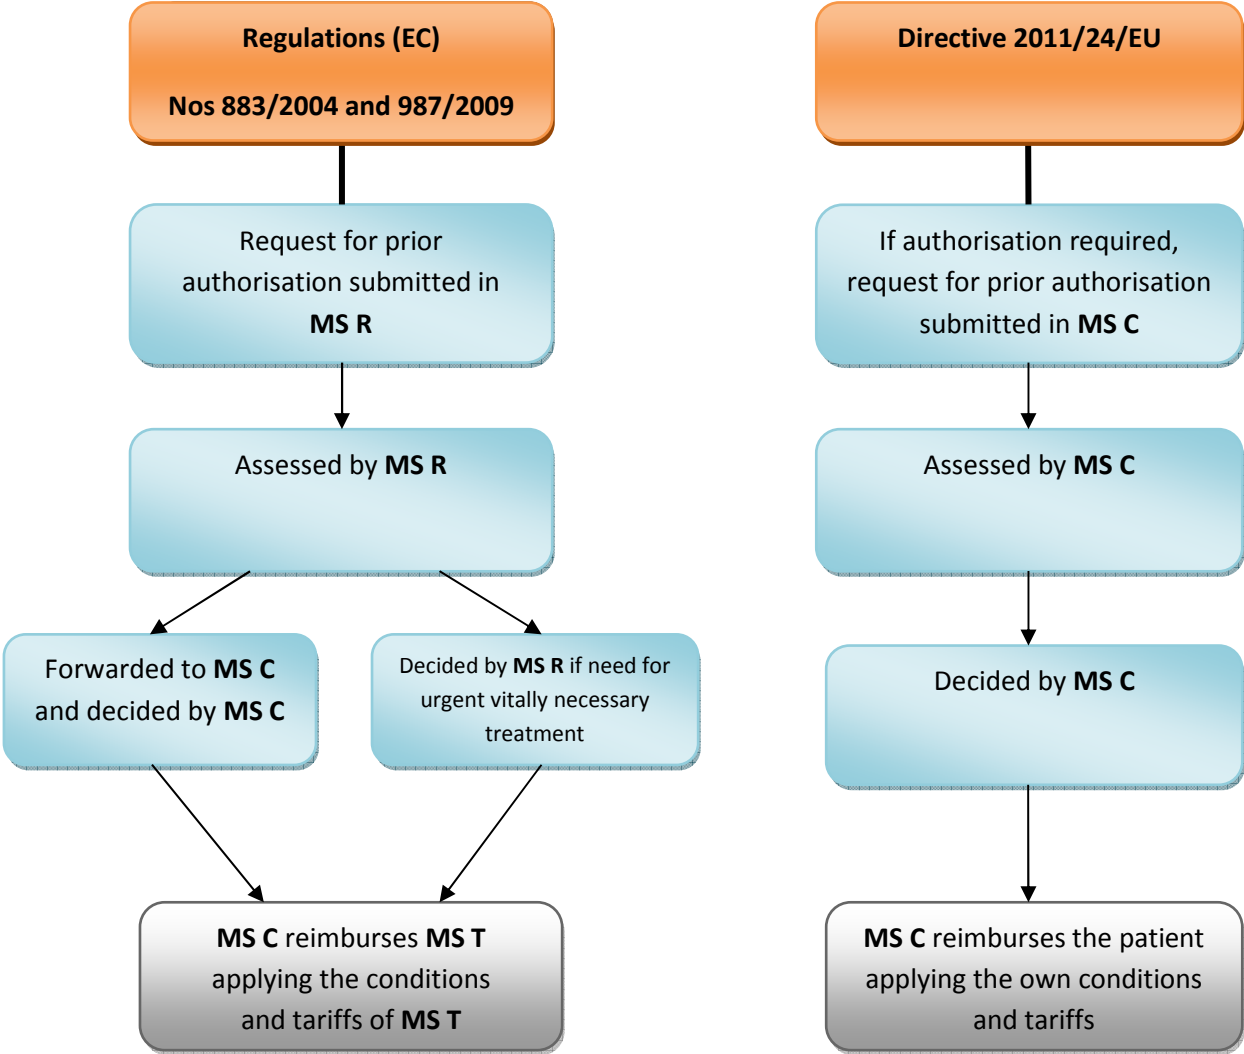 Regulations (EC)
Nos 883/2004 and 987/2009
Request for prior
authorisation submitted in
MS R
Assessed by MS R
Forwarded to MS C
and decided by MS C
Decided by MS R if need for
urgent vitally necessary
treatment
MS C reimburses MS T
applying the conditions
and tariffs of MS T
Directive 2011/24/EU
If authorisation required,
request for prior authorisation
submitted in MS C
Assessed by MS C
Decided by MS C
MS C reimburses the patient
applying the own conditions
and tariffs